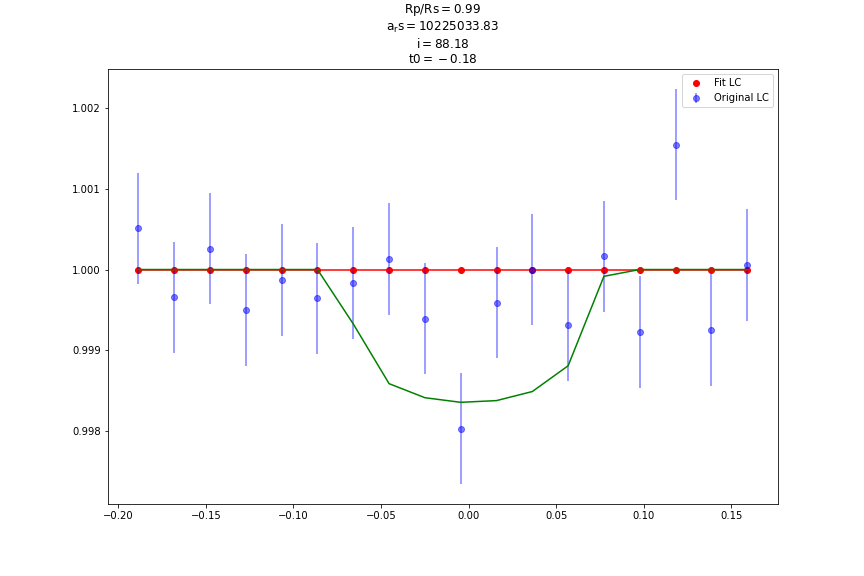 Rp/Rs = 0.99
aᵣs = 10225033.83
i = 88.18
t0 = −0.18
Fit LC
Original LC
1.002
1.001
1.000
0.999
0.998
−0.20
−0.15
−0.10
−0.05
0.00
0.05
0.10
0.15